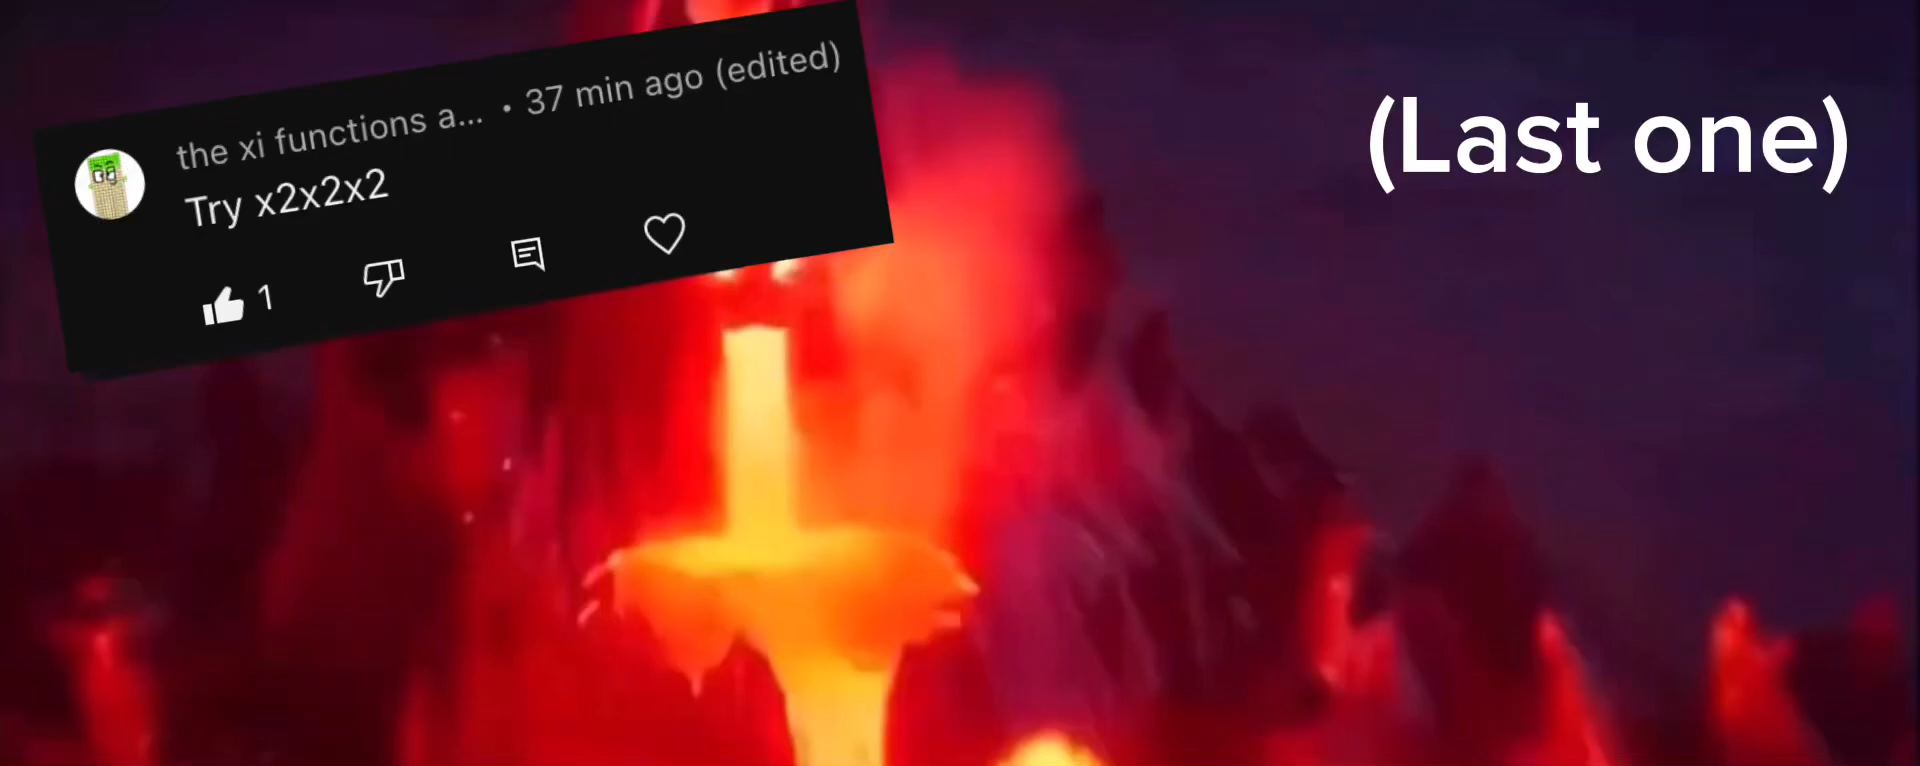 the xi functions a... • 37 min ago (edited)
Try x2x2x2
1
(Last one)